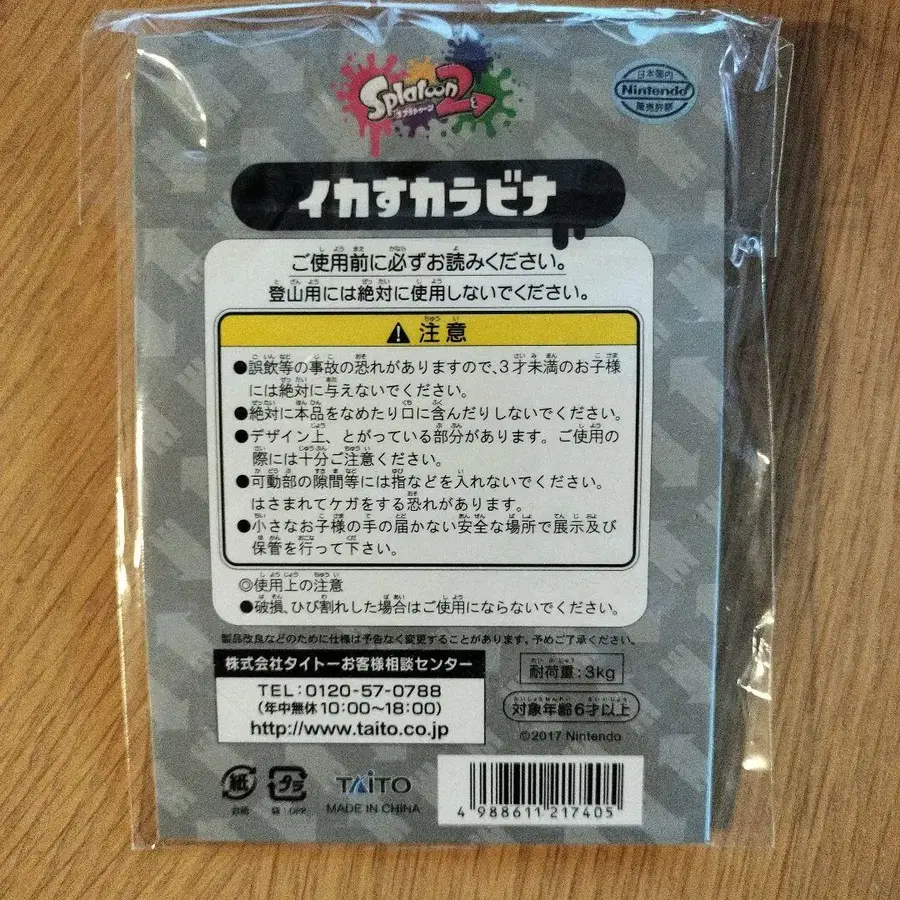 Splatoon 2
スプラトゥーン
日本国内
Nintendo
販売許諾
イカすカラビナ
ご使用前に必ずお読みください。
登山用には絶対に使用しないでください。
注意
●誤飲等の事故の恐れがありますので、3才未満のお子様
には絶対に与えないでください。
●絶対に本品をなめたり口に含んだりしないでください。
●デザイン上、とがっている部分があります。ご使用の
際には十分ご注意ください。
●可動部の隙間等には指などを入れないでください。
はさまれてケガをする恐れがあります。
●小さなお子様の手の届かない安全な場所で展示及び
保管を行って下さい。
◎使用上の注意
●破損、ひび割れした場合はご使用にならないでください。
製品改良などのために仕様は予告なく変更することがあります。予めご了承ください。
株式会社タイトーお客様相談センター
TEL:0120-57-0788
(年中無休10:00~18:00)
http://www.taito.co.jp
耐荷重:3kg
対象年齢6才以上
©2017 Nintendo
紙
台紙
プラ
袋:OPP
TAITO
MADE IN CHINA
4 988611 217405